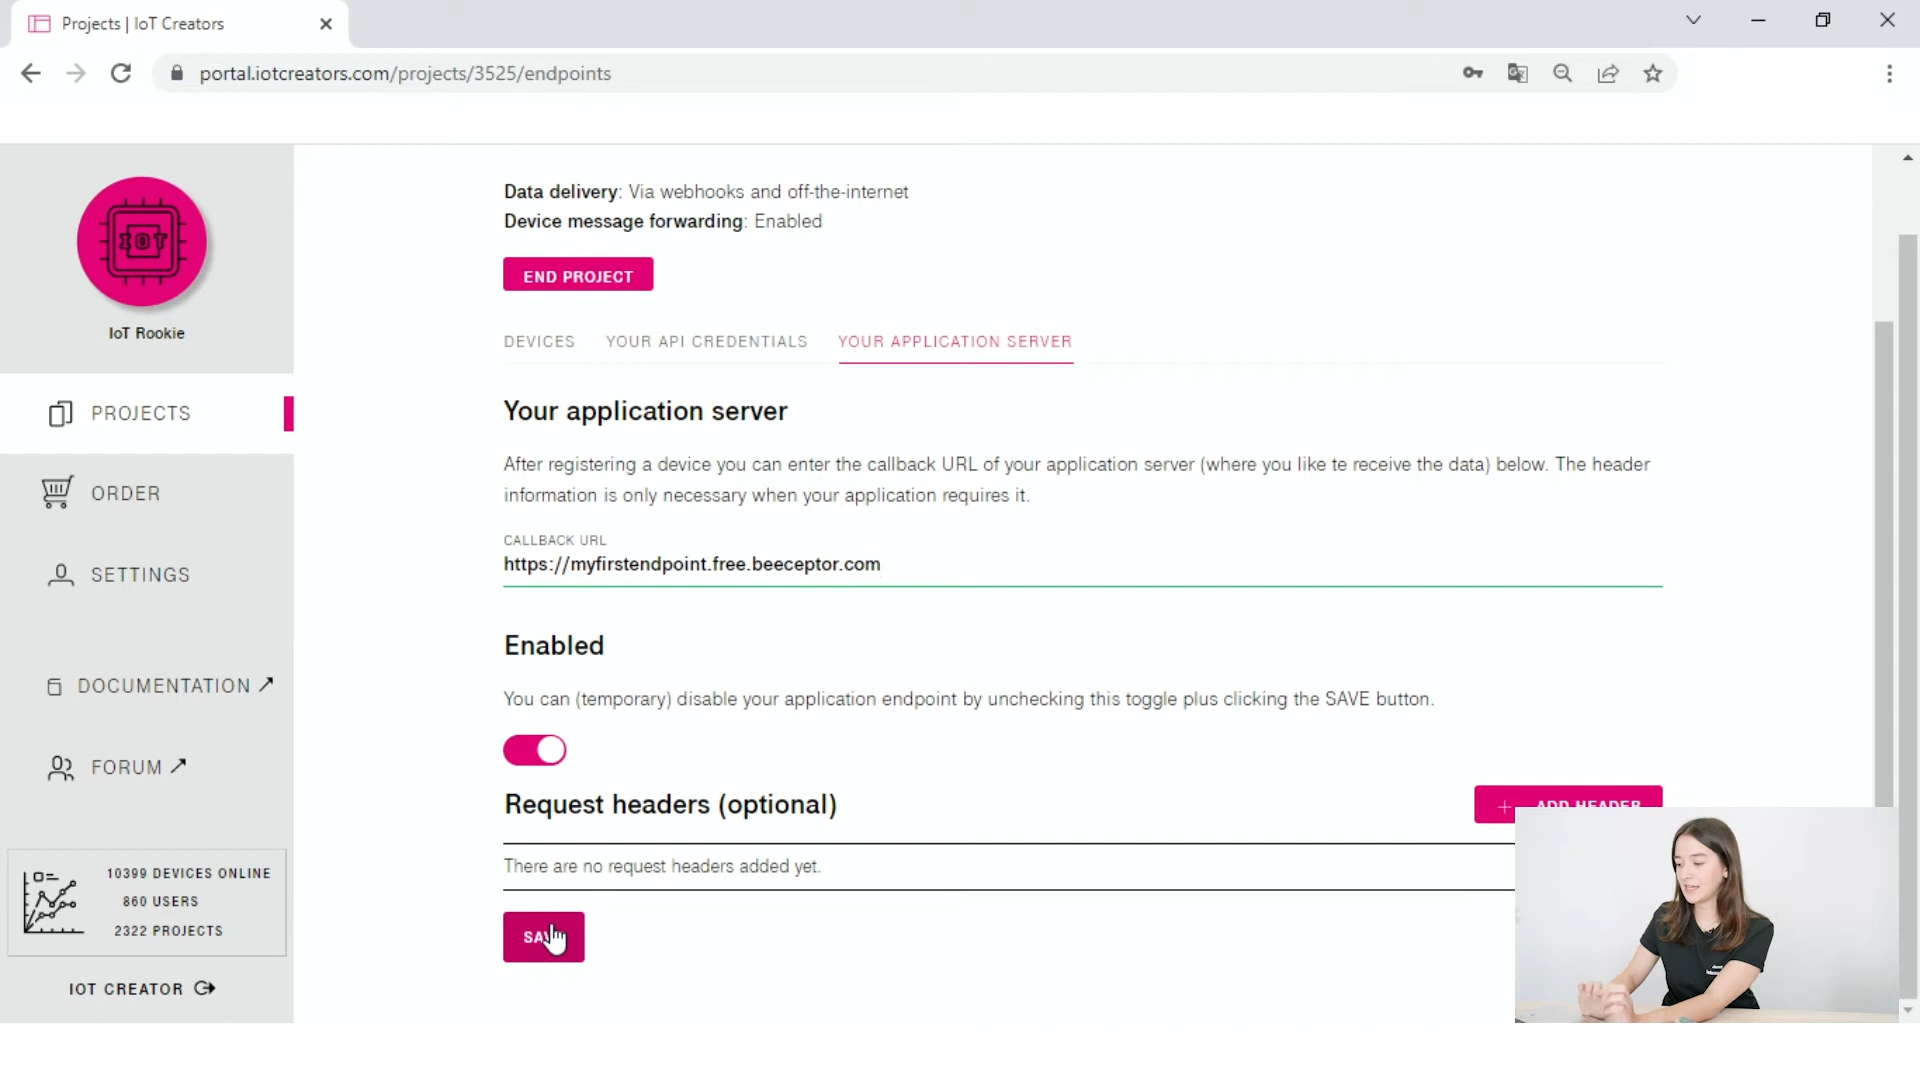 Projects | IoT Creators
portal.iotcreators.com/projects/3525/endpoints
IOT
IoT Rookie
PROJECTS
ORDER
SETTINGS
DOCUMENTATION
FORUM
10399 DEVICES ONLINE
860 USERS
2322 PROJECTS
IOT CREATOR
Data delivery: Via webhooks and off-the-internet
Device message forwarding: Enabled
END PROJECT
DEVICES YOUR API CREDENTIALS YOUR APPLICATION SERVER
Your application server
After registering a device you can enter the callback URL of your application server (where you like te receive the data) below. The header
information is only necessary when your application requires it.
CALLBACK URL
https://myfirstendpoint.free.beeceptor.com
Enabled
You can (temporary) disable your application endpoint by unchecking this toggle plus clicking the SAVE button.
Request headers (optional)
+ ADD HEADER
There are no request headers added yet.